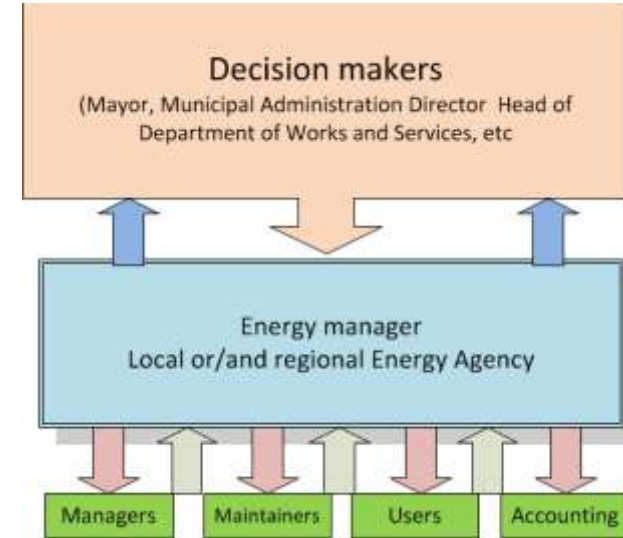 Decision makers
(Mayor, Municipal Administration Director Head of
Department of Works and Services, etc
Energy manager
Local or/and regional Energy Agency
Managers
Maintainers
Users
Accounting